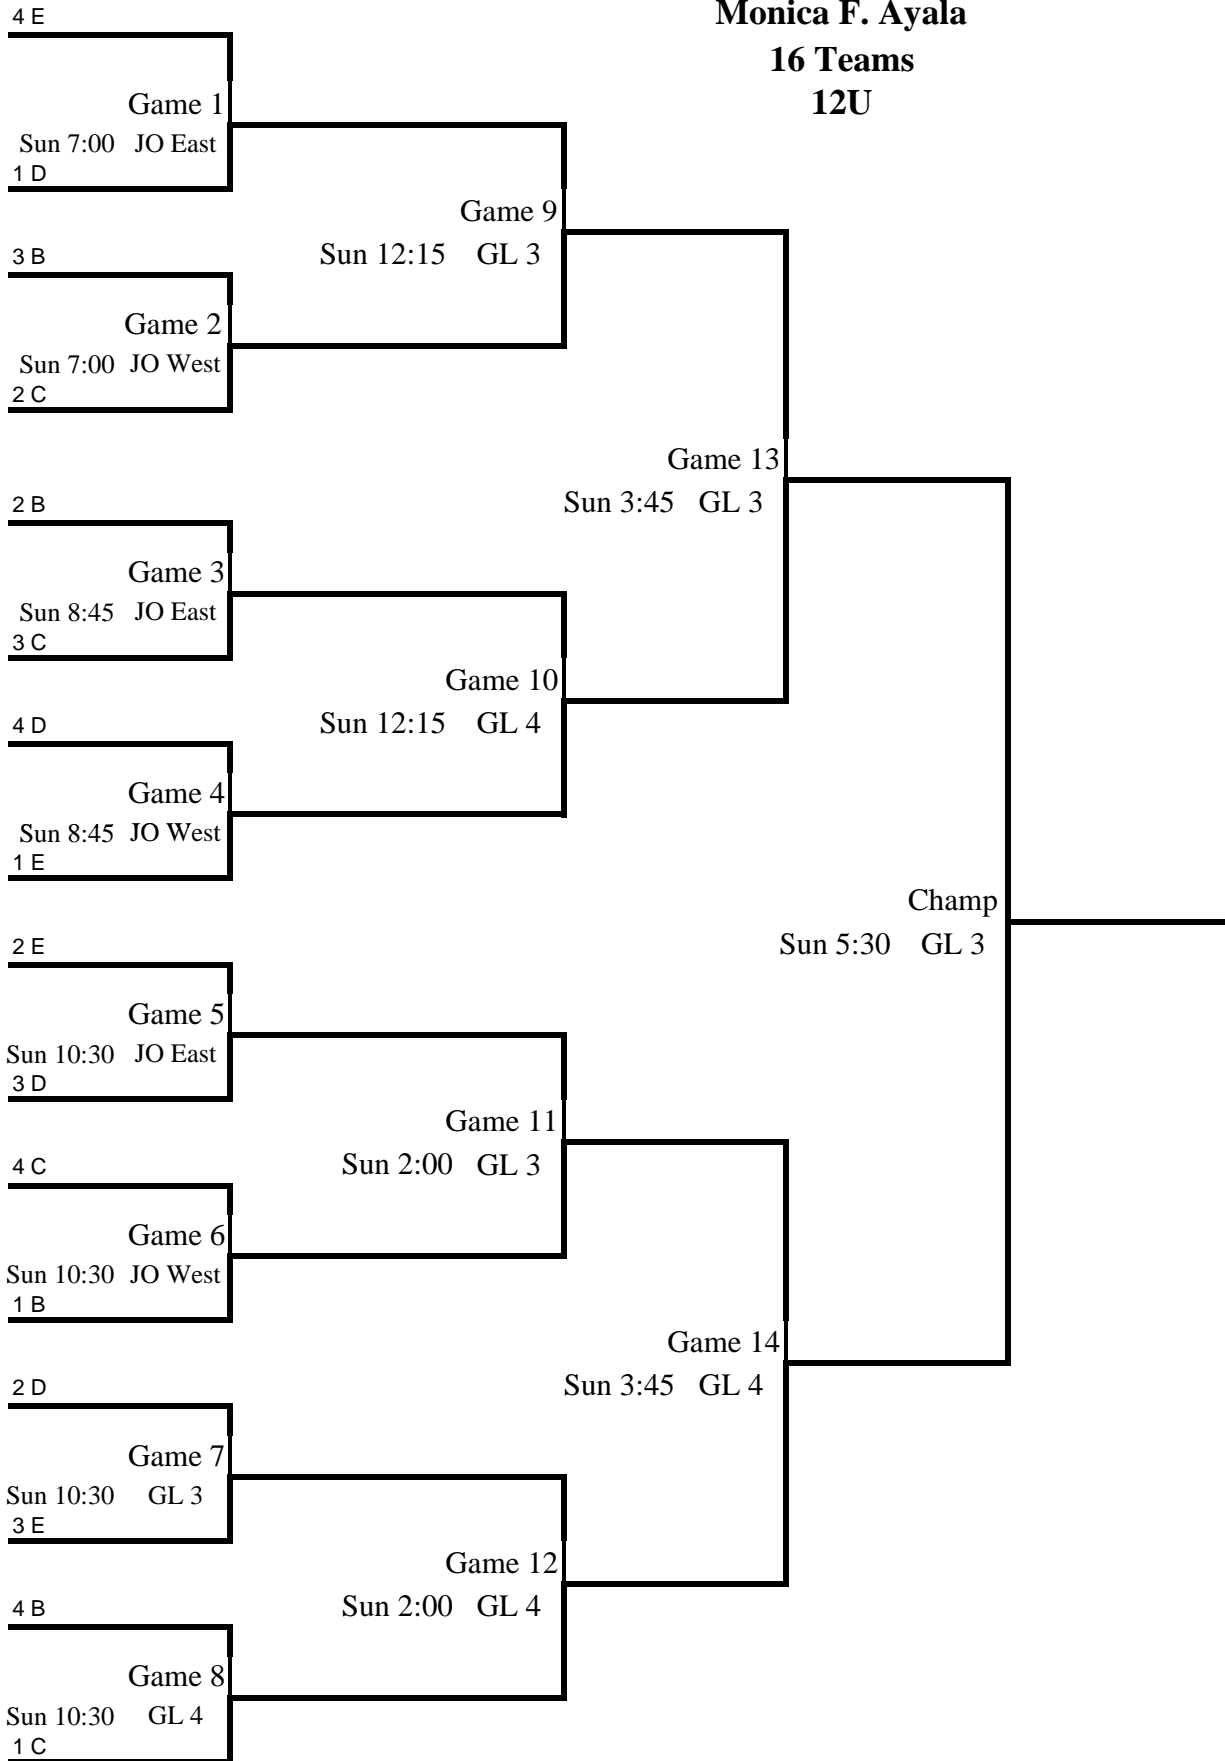 Monica F. Ayala
16 Teams
12U
4 E
Game 1
Sun 7:00 JO East
1 D
Game 9
Sun 12:15 GL 3
3 B
Game 2
Sun 7:00 JO West
2 C
Game 13
Sun 3:45 GL 3
2 B
Game 3
Sun 8:45 JO East
3 C
Game 10
Sun 12:15 GL 4
4 D
Game 4
Sun 8:45 JO West
1 E
Champ
Sun 5:30 GL 3
2 E
Game 5
Sun 10:30 JO East
3 D
Game 11
Sun 2:00 GL 3
4 C
Game 6
Sun 10:30 JO West
1 B
Game 14
Sun 3:45 GL 4
2 D
Game 7
Sun 10:30 GL 3
3 E
Game 12
Sun 2:00 GL 4
4 B
Game 8
Sun 10:30 GL 4
1 C